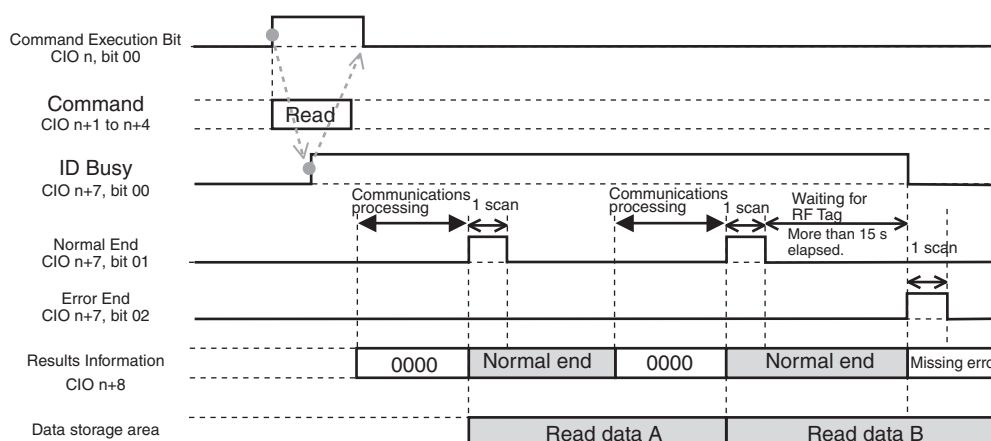 Command Execution Bit
CIO n, bit 00
Command
CIO n+1 to n+4
Read
ID Busy
CIO n+7, bit 00
Communications
processing
1 scan
Communications
processing
1 scan
Waiting for
RF Tag
More than 15 s
elapsed.
Normal End
CIO n+7, bit 01
1 scan
Error End
CIO n+7, bit 02
Results Information
CIO n+8
0000
Normal end
0000
Normal end
Missing erro
Data storage area
Read data A
Read data B